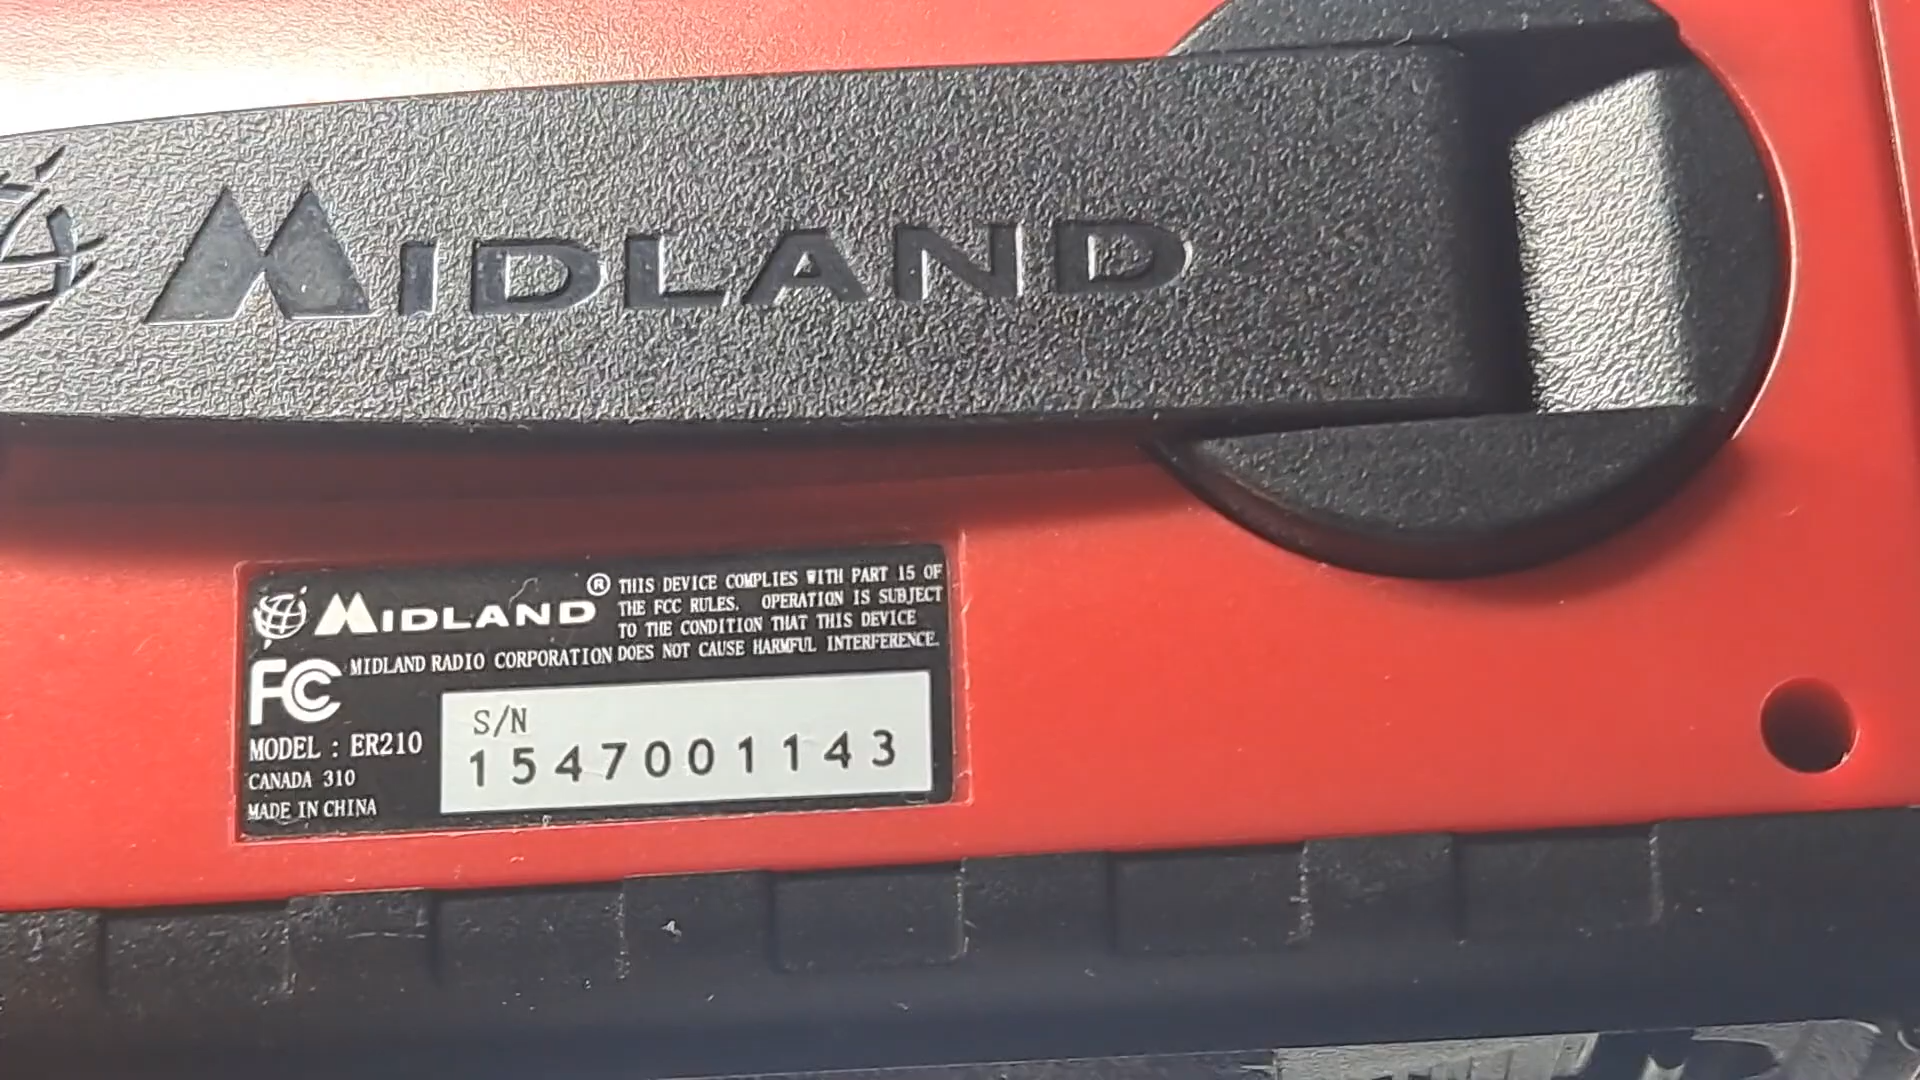 MIDLAND
MIDLAND ®
THIS DEVICE COMPLIES WITH PART 15 OF
THE FCC RULES. OPERATION IS SUBJECT
TO THE CONDITION THAT THIS DEVICE
DOES NOT CAUSE HARMFUL INTERFERENCE.
FC MIDLAND RADIO CORPORATION
MODEL : ER210
CANADA 310
MADE IN CHINA
S/N
1547001143